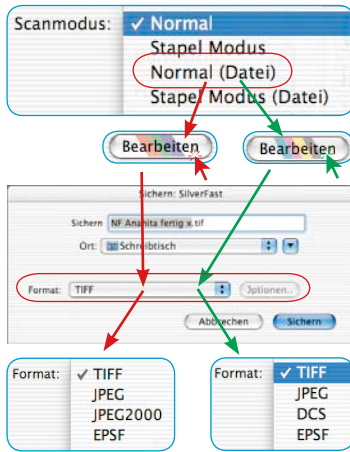 Scanmodus: ✓ Normal
Stapel Modus
Normal (Datei)
Stapel Modus (Datei)
Bearbeiten
Bearbeiten
Sichern: SilverFast
Sichern NF Ananita fertig x.tif
Ort: Schreibtisch
Format: TIFF
Optionen...
Abbrechen
Sichern
Format: ✓ TIFF
JPEG
JPEG2000
EPSF
Format: ✓ TIFF
JPEG
DCS
EPSF